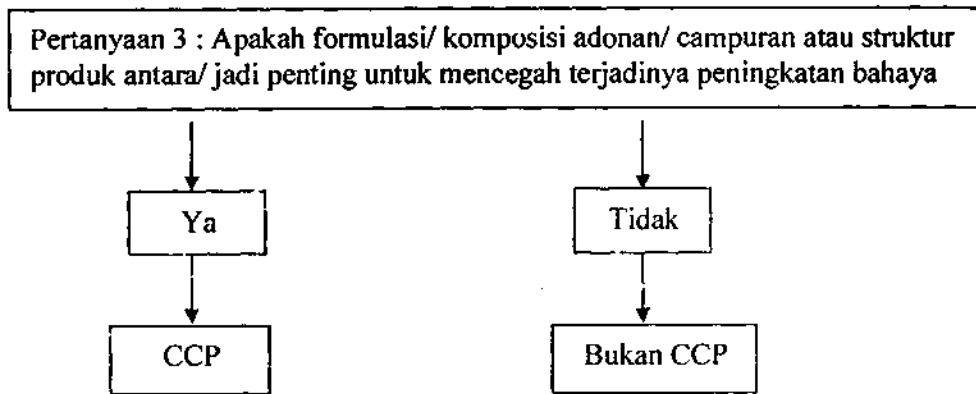 Pertanyaan 3 : Apakah formulasi/ komposisi adonan/ campuran atau struktur
produk antara/ jadi penting untuk mencegah terjadinya peningkatan bahaya
Ya
Tidak
CCP
Bukan CCP